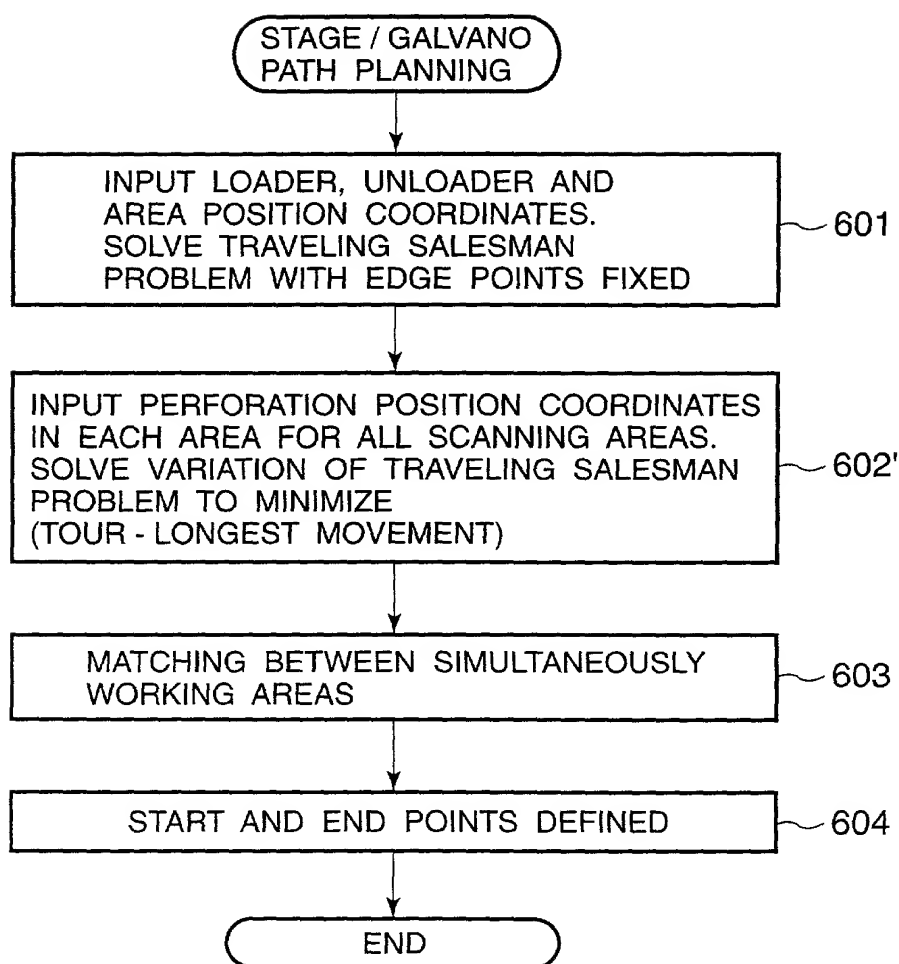 STAGE / GALVANO
PATH PLANNING
INPUT LOADER, UNLOADER AND
AREA POSITION COORDINATES.
SOLVE TRAVELING SALESMAN
PROBLEM WITH EDGE POINTS FIXED
601
INPUT PERFORATION POSITION COORDINATES
IN EACH AREA FOR ALL SCANNING AREAS.
SOLVE VARIATION OF TRAVELING SALESMAN
PROBLEM TO MINIMIZE
(TOUR - LONGEST MOVEMENT)
602'
MATCHING BETWEEN SIMULTANEOUSLY
WORKING AREAS
603
START AND END POINTS DEFINED
604
END